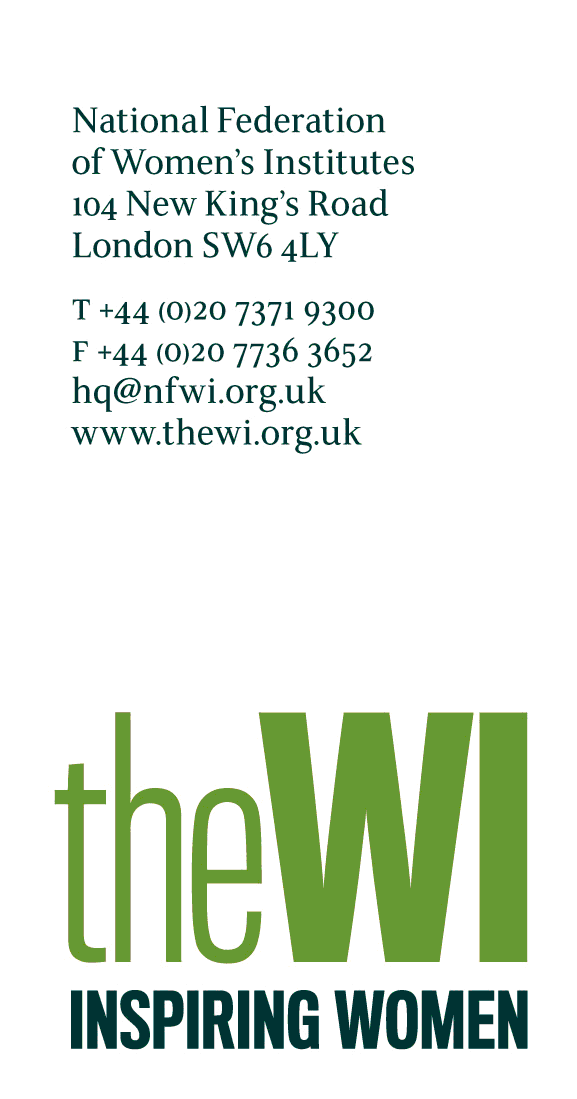 National Federation
of Women’s Institutes
104 New King’s Road
London SW6 4LY
T +44 (0)20 7371 9300
F +44 (0)20 7736 3652
hq@nfwi.org.uk
www.thewi.org.uk
theWI
INSPIRING WOMEN